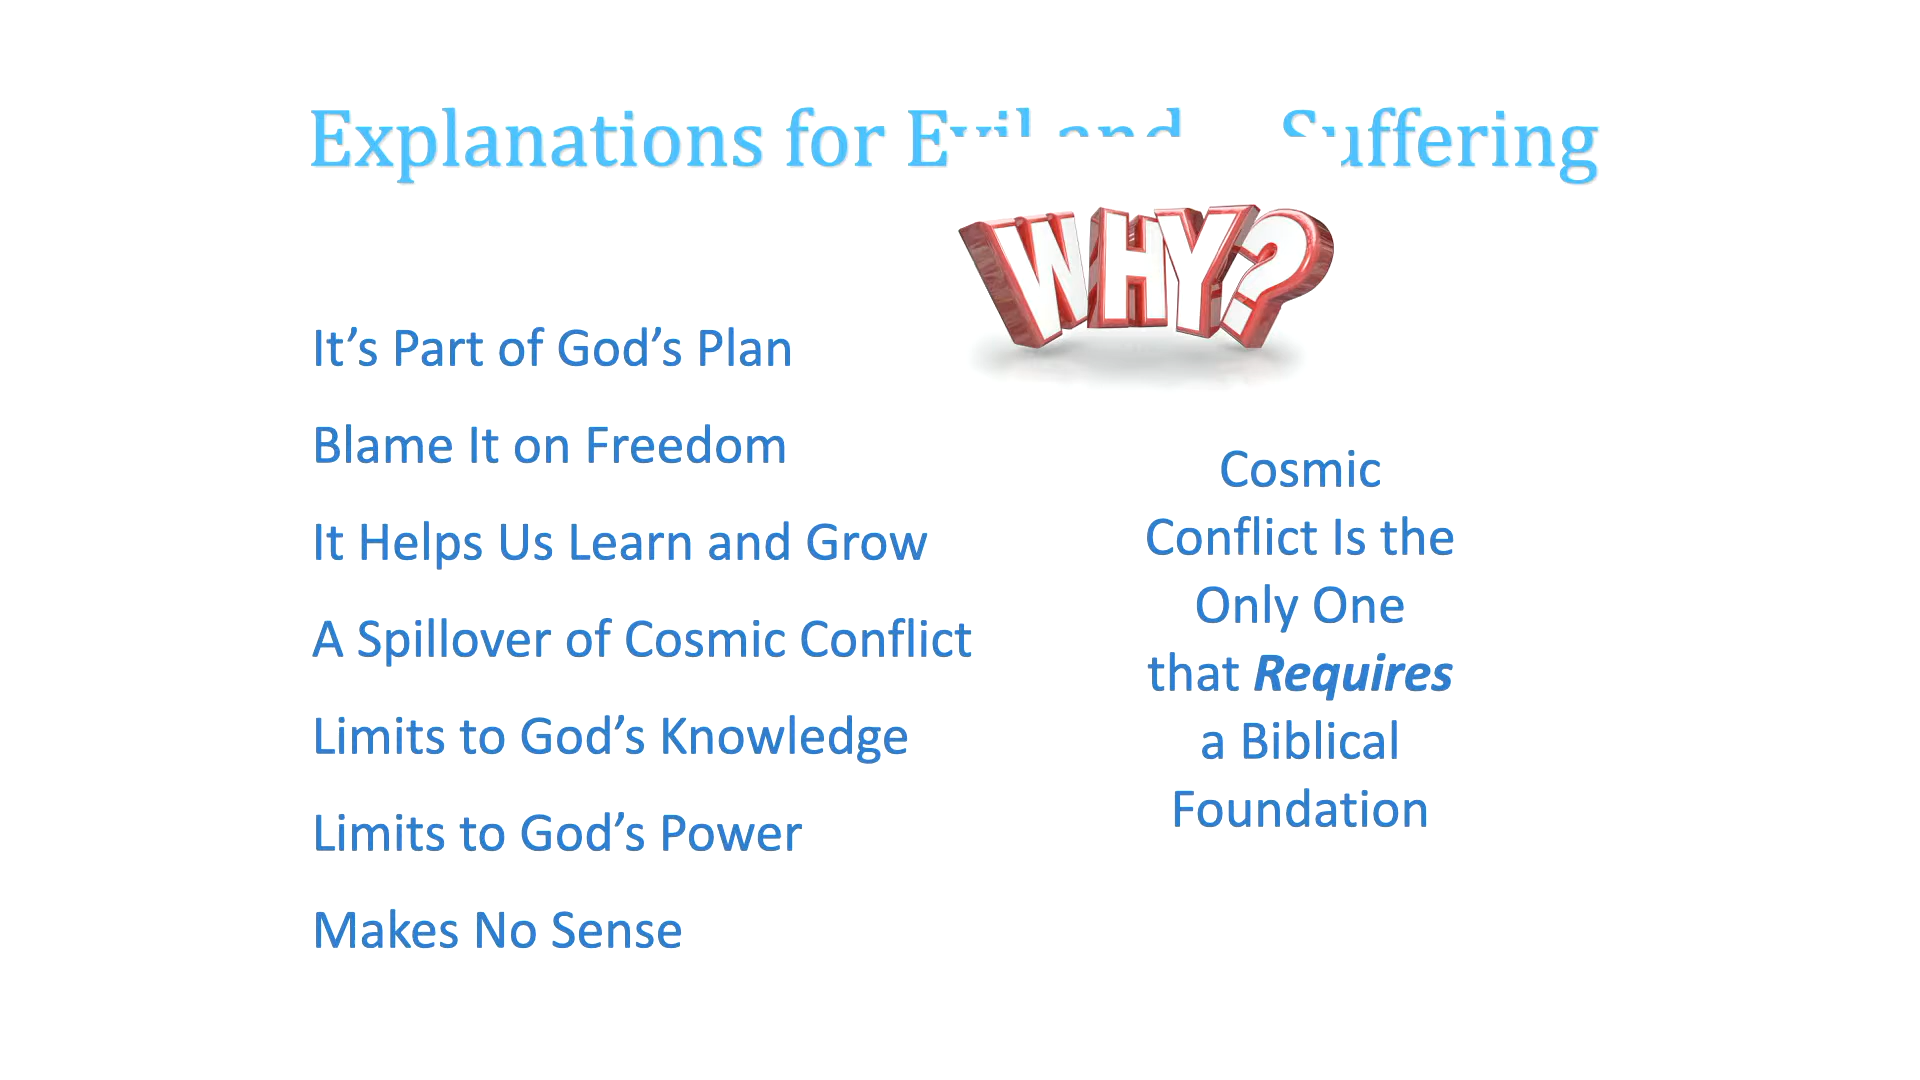 Explanations for Evil and Suffering
WHY?
It’s Part of God’s Plan
Blame It on Freedom
It Helps Us Learn and Grow
A Spillover of Cosmic Conflict
Limits to God’s Knowledge
Limits to God’s Power
Makes No Sense
Cosmic
Conflict Is the
Only One
that Requires
a Biblical
Foundation